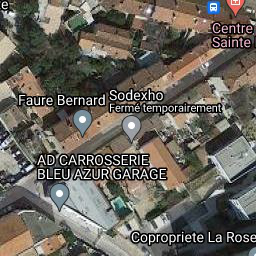 Centre
Sainte
Sodexho
Faure Bernard
Fermé temporairement
AD CARROSSERIE
BLEU AZUR GARAGE
Copropriete La Rose